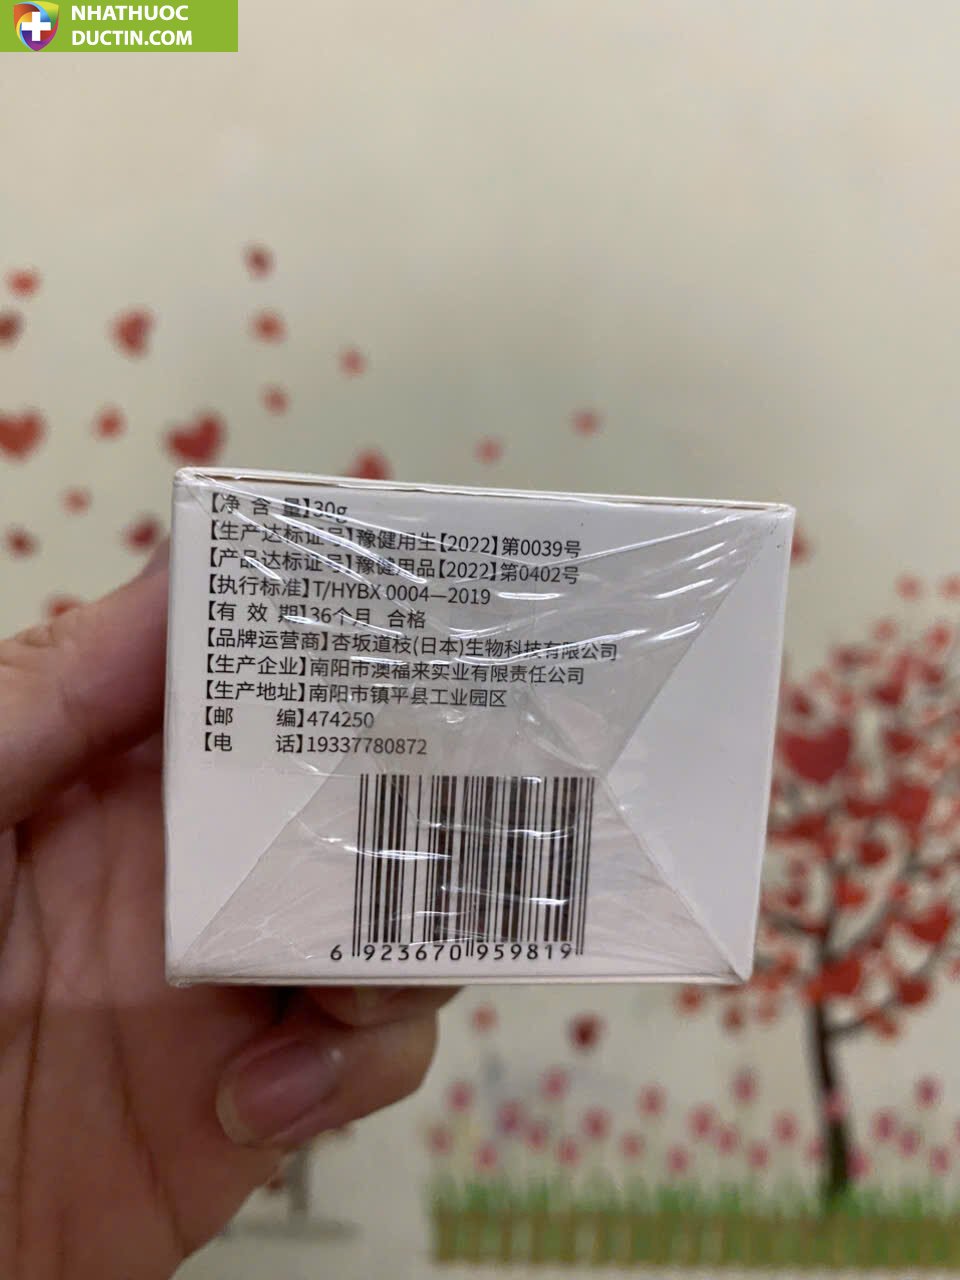 NHATHUOC
DUCTIN.COM
【净 含 量】30g
【生产达标证号】豫健用生【2022】第0039号
【产品达标证号】豫健用品【2022】第0402号
【执行标准】T/HYBX 0004—2019
【有 效 期】36个月 合格
【品牌运营商】杏坂道枝(日本)生物科技有限公司
【生产企业】南阳市澳福来实业有限责任公司
【生产地址】南阳市镇平县工业园区
【邮 编】474250
【电 话】19337780872
6 923670 959819